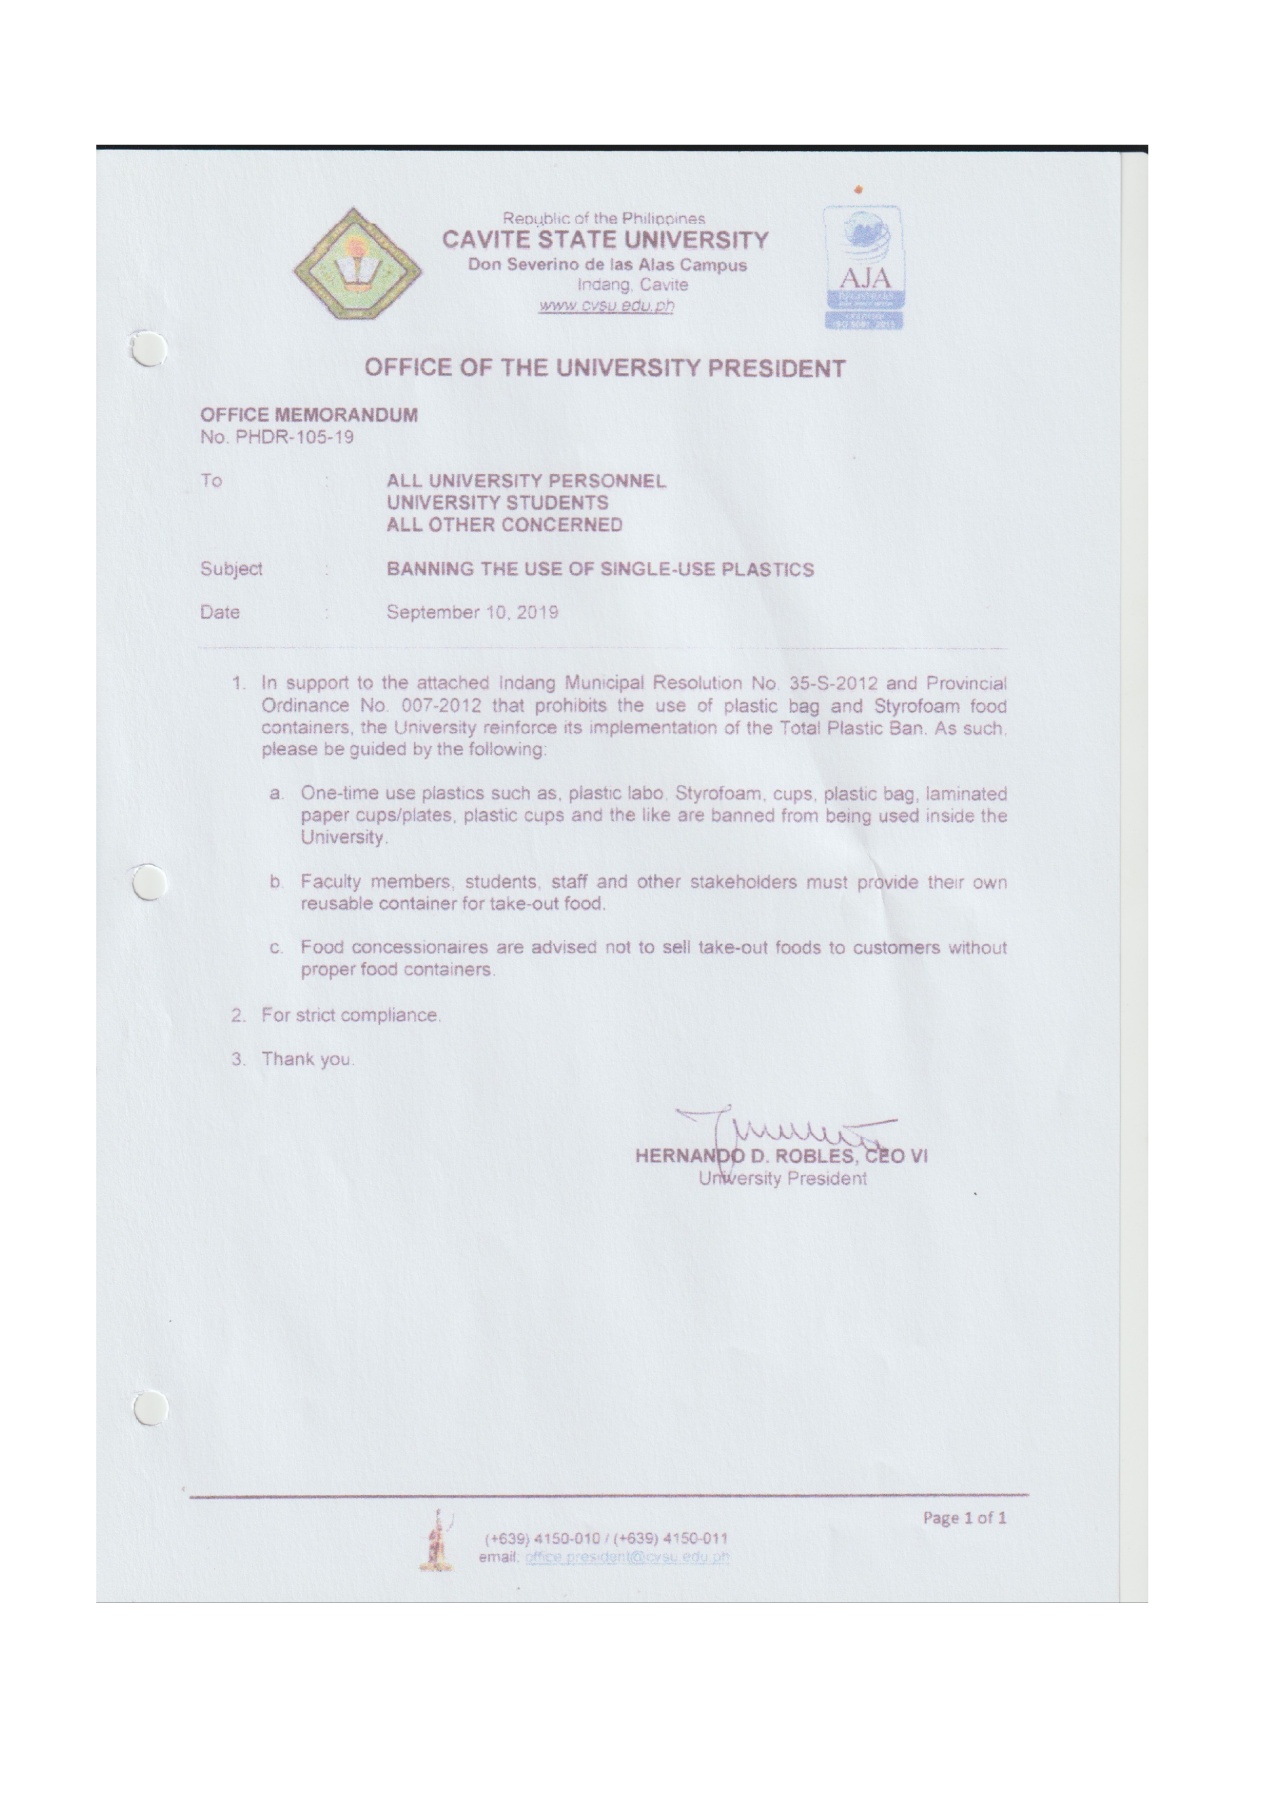 Republic of the Philippines
CAVITE STATE UNIVERSITY
Don Severino de las Alas Campus
Indang, Cavite
www.cvsu.edu.ph
AJA
REGISTRARS
OFFICE OF THE UNIVERSITY PRESIDENT
OFFICE MEMORANDUM
No. PHDR-105-19
To : ALL UNIVERSITY PERSONNEL
UNIVERSITY STUDENTS
ALL OTHER CONCERNED
Subject : BANNING THE USE OF SINGLE-USE PLASTICS
Date : September 10, 2019
1. In support to the attached Indang Municipal Resolution No. 35-S-2012 and Provincial
Ordinance No. 007-2012 that prohibits the use of plastic bag and Styrofoam food
containers, the University reinforce its implementation of the Total Plastic Ban. As such,
please be guided by the following:
a. One-time use plastics such as, plastic labo, Styrofoam, cups, plastic bag, laminated
paper cups/plates, plastic cups and the like are banned from being used inside the
University.
b. Faculty members, students, staff and other stakeholders must provide their own
reusable container for take-out food.
c. Food concessionaires are advised not to sell take-out foods to customers without
proper food containers.
2. For strict compliance.
3. Thank you.
HERNANDO D. ROBLES, CEO VI
University President
Page 1 of 1
(+639) 4150-010 / (+639) 4150-011
email: office.president@cvsu.edu.ph